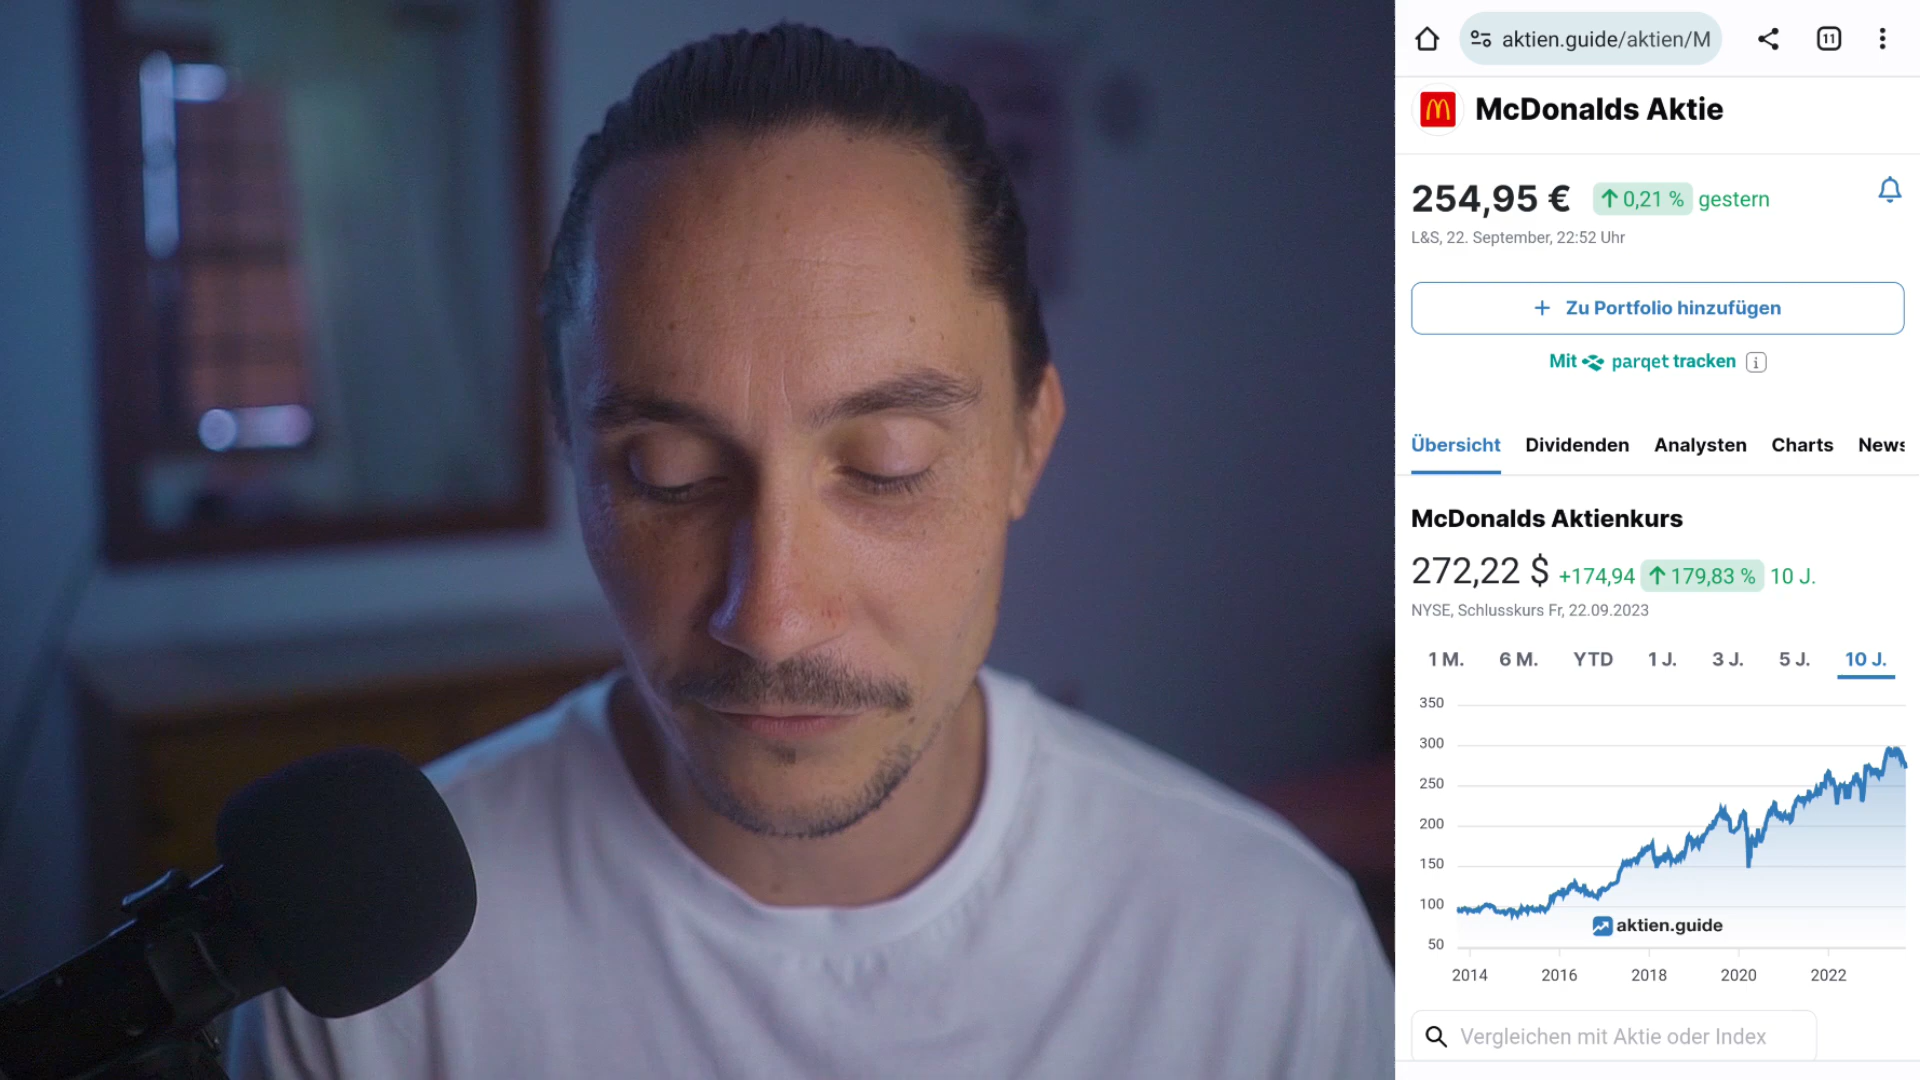 aktien.guide/aktien/M
11
McDonalds Aktie
254,95 € 0,21 % gestern
L&S, 22. September, 22:52 Uhr
+ Zu Portfolio hinzufügen
Mit parqet tracken i
Übersicht Dividenden Analysten Charts News
McDonalds Aktienkurs
272,22 $ +174,94 179,83 % 10 J.
NYSE, Schlusskurs Fr, 22.09.2023
1 M. 6 M. YTD 1 J. 3 J. 5 J. 10 J.
350
300
250
200
150
100
aktien.guide
50
2014 2016 2018 2020 2022
Vergleichen mit Aktie oder Index